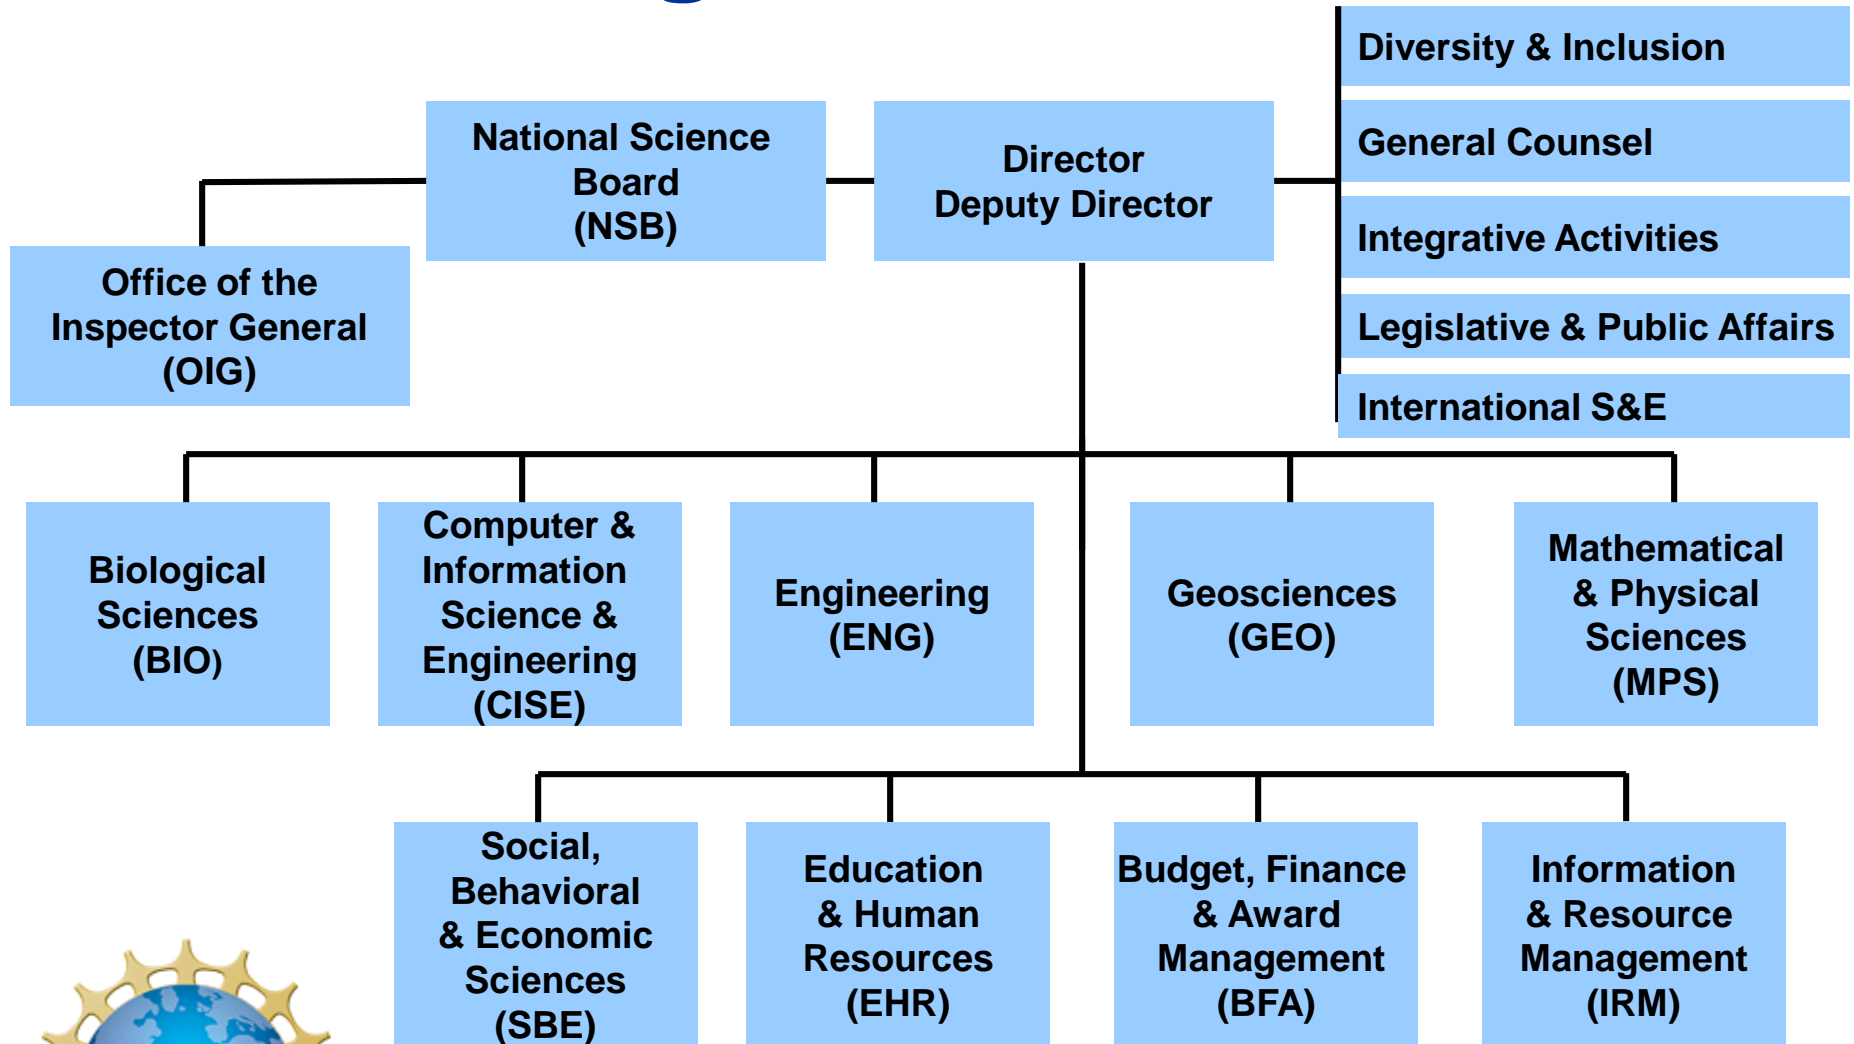 Diversity & Inclusion
General Counsel
Integrative Activities
Legislative & Public Affairs
International S&E
National Science
Board
(NSB)
Director
Deputy Director
Office of the
Inspector General
(OIG)
Biological
Sciences
(BIO)
Computer &
Information
Science &
Engineering
(CISE)
Engineering
(ENG)
Geosciences
(GEO)
Mathematical
& Physical
Sciences
(MPS)
Social,
Behavioral
& Economic
Sciences
(SBE)
Education
& Human
Resources
(EHR)
Budget, Finance
& Award
Management
(BFA)
Information
& Resource
Management
(IRM)